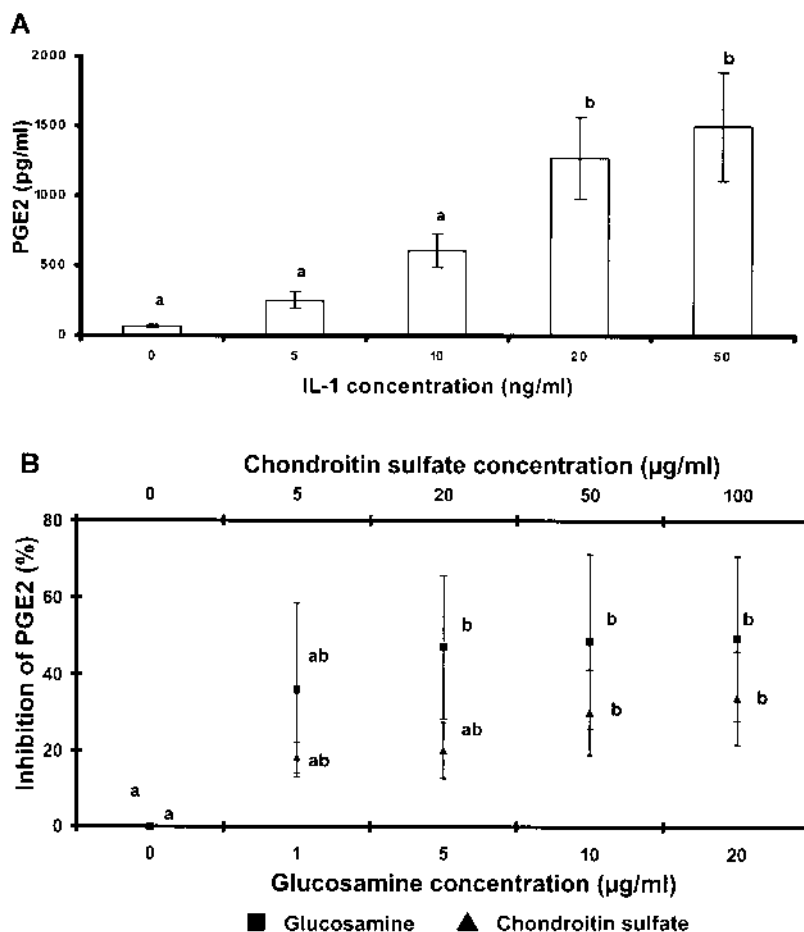 A
2000
1500
1000
500
0
PGE2 (pg/ml)
a
a
a
b
b
0 5 10 20 50
IL-1 concentration (ng/ml)
B
Chondroitin sulfate concentration (µg/ml)
0 5 20 50 100
80
60
40
20
0
Inhibition of PGE2 (%)
a
a
ab
ab
b
ab
b
b
b
b
0 1 5 10 20
Glucosamine concentration (µg/ml)
■ Glucosamine ▲ Chondroitin sulfate